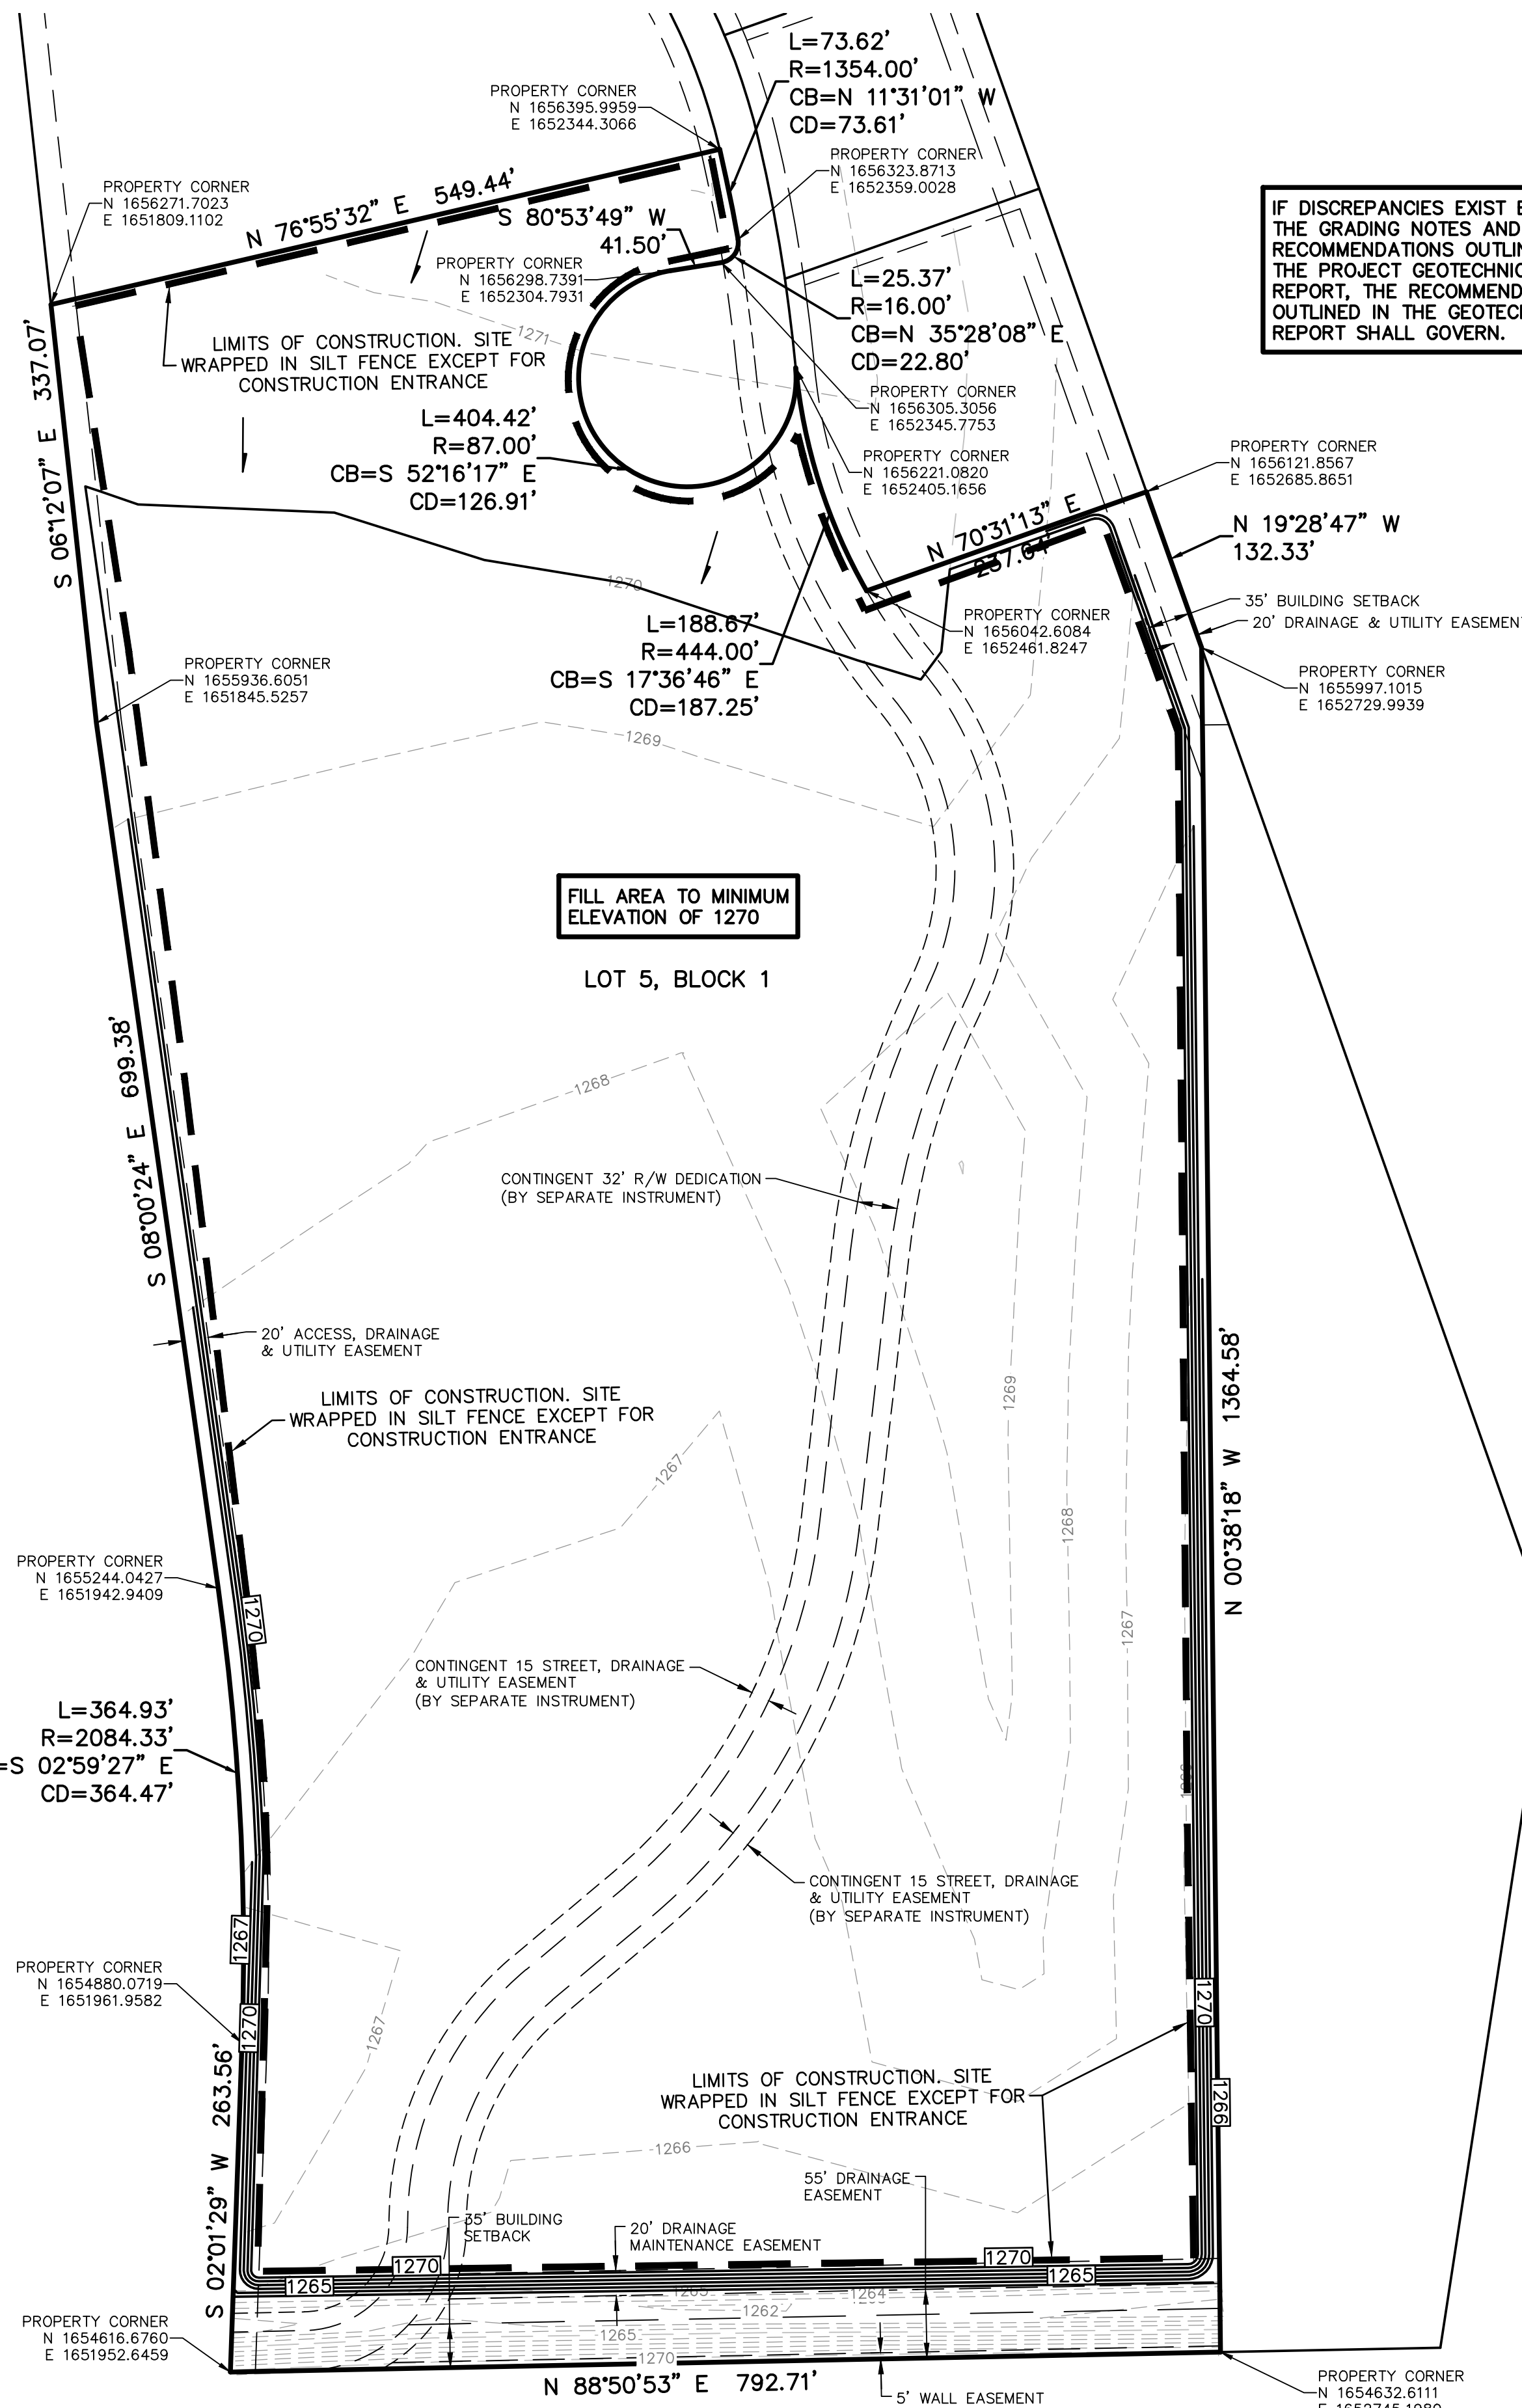 L=73.62'
R=1354.00'
CB=N 11°31'01" W
CD=73.61'
PROPERTY CORNER
N 1656395.9959
E 1652344.3066
PROPERTY CORNER
N 1656323.8713
E 1652359.0028
PROPERTY CORNER
N 1656271.7023
E 1651809.1102
N 76°55'32" E 549.44'
S 80°53'49" W
41.50'
PROPERTY CORNER
N 1656298.7391
E 1652304.7931
IF DISCREPANCIES EXIST
THE GRADING NOTES AND
RECOMMENDATIONS
THE PROJECT
REPORT, THE
OUTLINED IN THE
REPORT SHALL GOVERN.
L=25.37'
R=16.00'
CB=N 35°28'08" E
CD=22.80'
1271
LIMITS OF CONSTRUCTION. SITE
WRAPPED IN SILT FENCE EXCEPT FOR
CONSTRUCTION ENTRANCE
S 06°12'07" E 337.07'
PROPERTY CORNER
N 1656305.3056
E 1652345.7753
L=404.42'
R=87.00'
CB=S 52°16'17" E
CD=126.91'
PROPERTY CORNER
N 1656221.0820
E 1652405.1656
PROPERTY CORNER
N 1656121.8567
E 1652685.8651
N 70°31'13" E
237.64'
N 19°28'47" W
132.33'
1270
35' BUILDING SETBACK
20' DRAINAGE & UTILITY EASEMENT
PROPERTY CORNER
N 1656042.6084
E 1652461.8247
L=188.67'
R=444.00'
CB=S 17°36'46" E
CD=187.25'
PROPERTY CORNER
N 1655936.6051
E 1651845.5257
PROPERTY CORNER
N 1655997.1015
E 1652729.9939
1269
FILL AREA TO MINIMUM
ELEVATION OF 1270
LOT 5, BLOCK 1
S 08°00'24" E 699.38'
1268
CONTINGENT 32' R/W DEDICATION
(BY SEPARATE INSTRUMENT)
20' ACCESS, DRAINAGE
& UTILITY EASEMENT
LIMITS OF CONSTRUCTION. SITE
WRAPPED IN SILT FENCE EXCEPT FOR
CONSTRUCTION ENTRANCE
1269
N 00°38'18" W 1364.58'
1267
1268
PROPERTY CORNER
N 1655244.0427
E 1651942.9409
1270
1267
CONTINGENT 15 STREET, DRAINAGE
& UTILITY EASEMENT
(BY SEPARATE INSTRUMENT)
L=364.93'
R=2084.33'
=S 02°59'27" E
CD=364.47'
1266
CONTINGENT 15 STREET, DRAINAGE
& UTILITY EASEMENT
(BY SEPARATE INSTRUMENT)
1267
PROPERTY CORNER
N 1654880.0719
E 1651961.9582
1270
1270
1267
S 02°01'29" W 263.56'
LIMITS OF CONSTRUCTION. SITE
WRAPPED IN SILT FENCE EXCEPT FOR
CONSTRUCTION ENTRANCE
1266
1266
55' DRAINAGE
EASEMENT
35' BUILDING
SETBACK
20' DRAINAGE
MAINTENANCE EASEMENT
1270
1270
1265
1265
1265
1264
1262
1265
1270
PROPERTY CORNER
N 1654616.6760
E 1651952.6459
N 88°50'53" E 792.71'
5' WALL EASEMENT
PROPERTY CORNER
N 1654632.6111